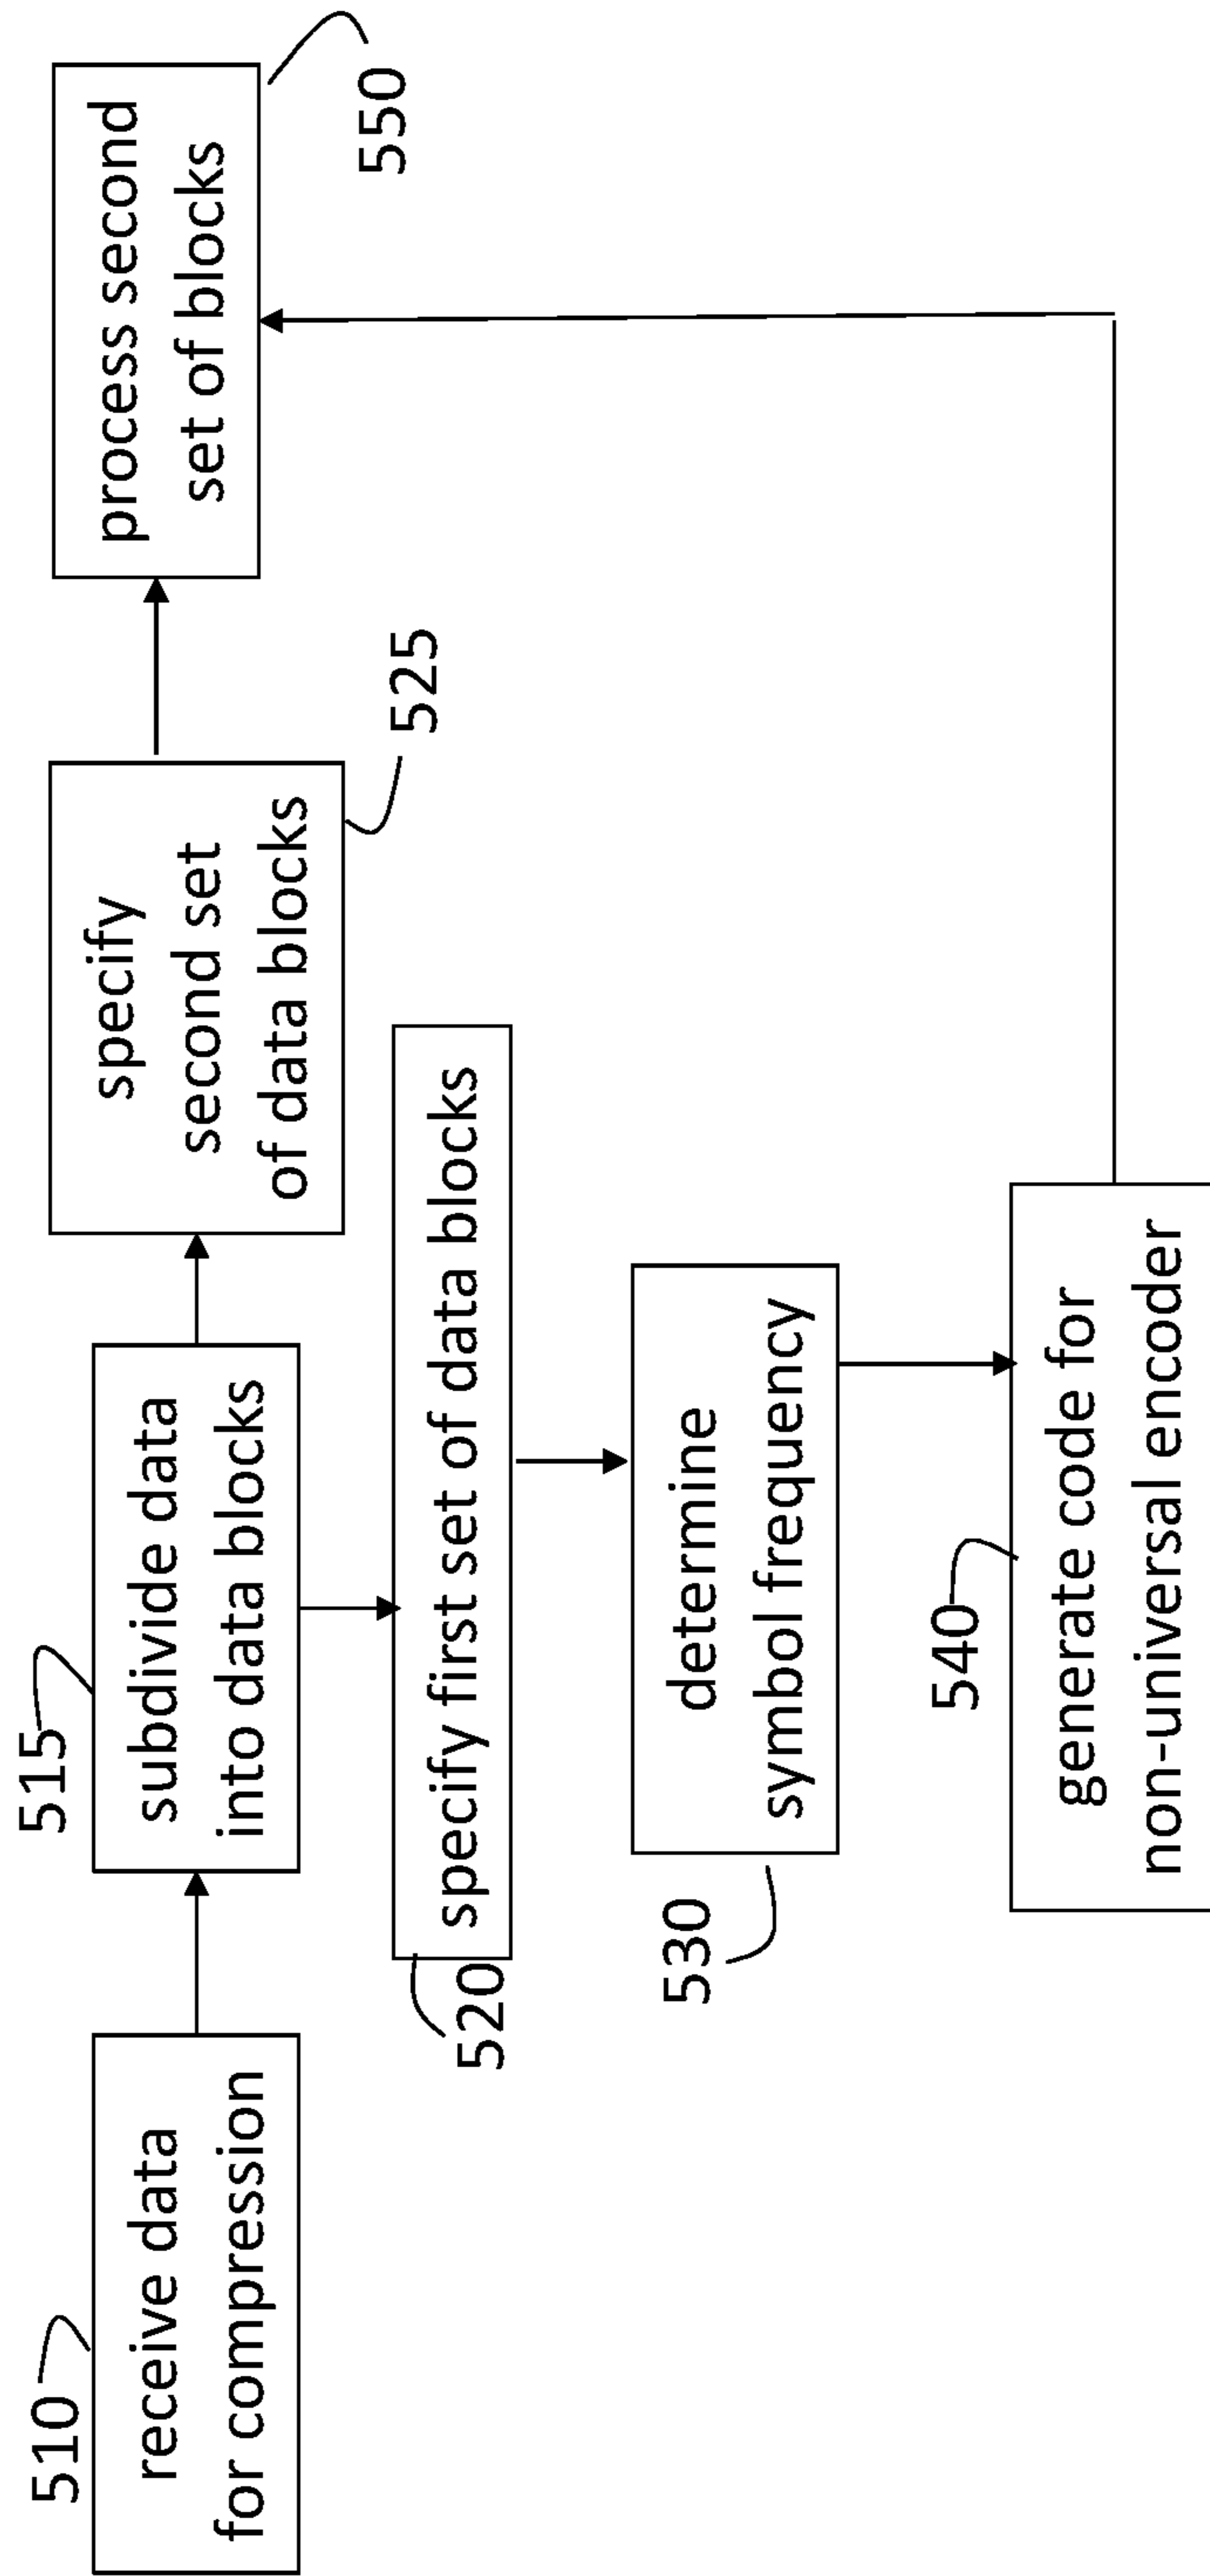 510
receive data
for compression
515
subdivide data
into data blocks
specify
second set
of data blocks
525
process second
set of blocks
550
520
specify first set of data blocks
530
determine
symbol frequency
540
generate code for
non-universal encoder